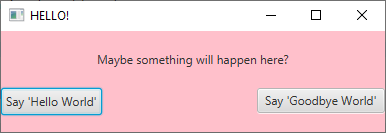 HELLO!
Maybe something will happen here?
Say 'Hello World'
Say 'Goodbye World'